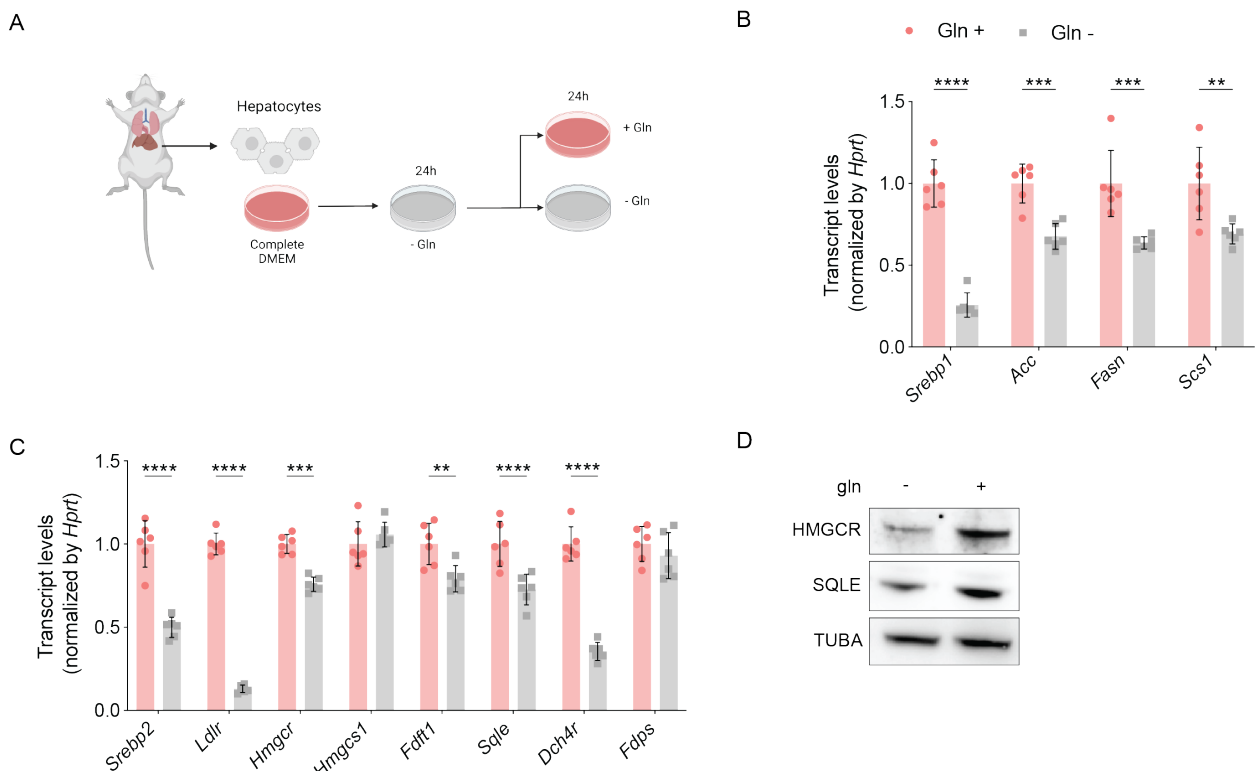 A
Hepatocytes
Complete
DMEM
24h
- Gln
24h
+ Gln
- Gln
B
Gln +
Gln -
Transcript levels
(normalized by Hprt)
1.5
1.0
0.5
0.0
****
***
***
**
Srebp1
Acc
Fasn
Scs1
C
Transcript levels
(normalized by Hprt)
1.5
1.0
0.5
0.0
****
****
***
**
****
****
Srebp2
Ldlr
Hmgcr
Hmgcs1
Fdft1
Sqle
Dch4r
Fdps
D
gln - +
HMGCR
SQLE
TUBA